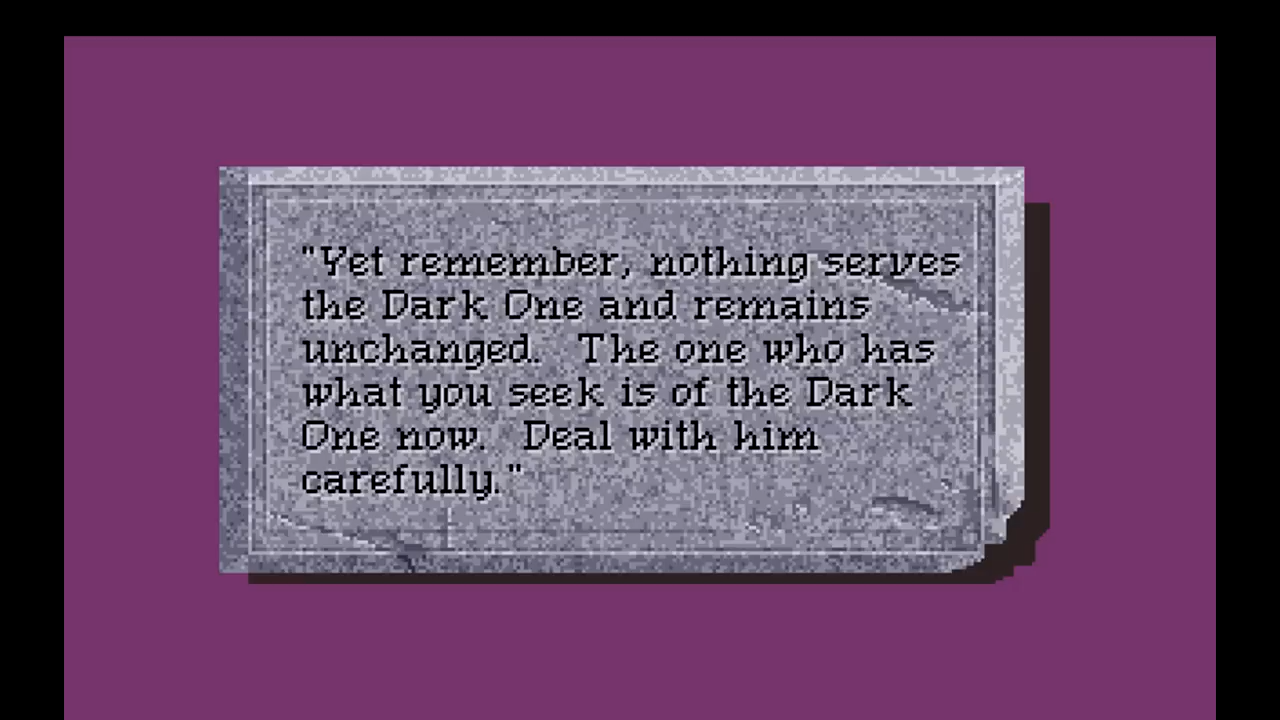 "Yet remember, nothing serves
the Dark One and remains
unchanged.  The one who has
what you seek is of the Dark
One now.  Deal with him
carefully."